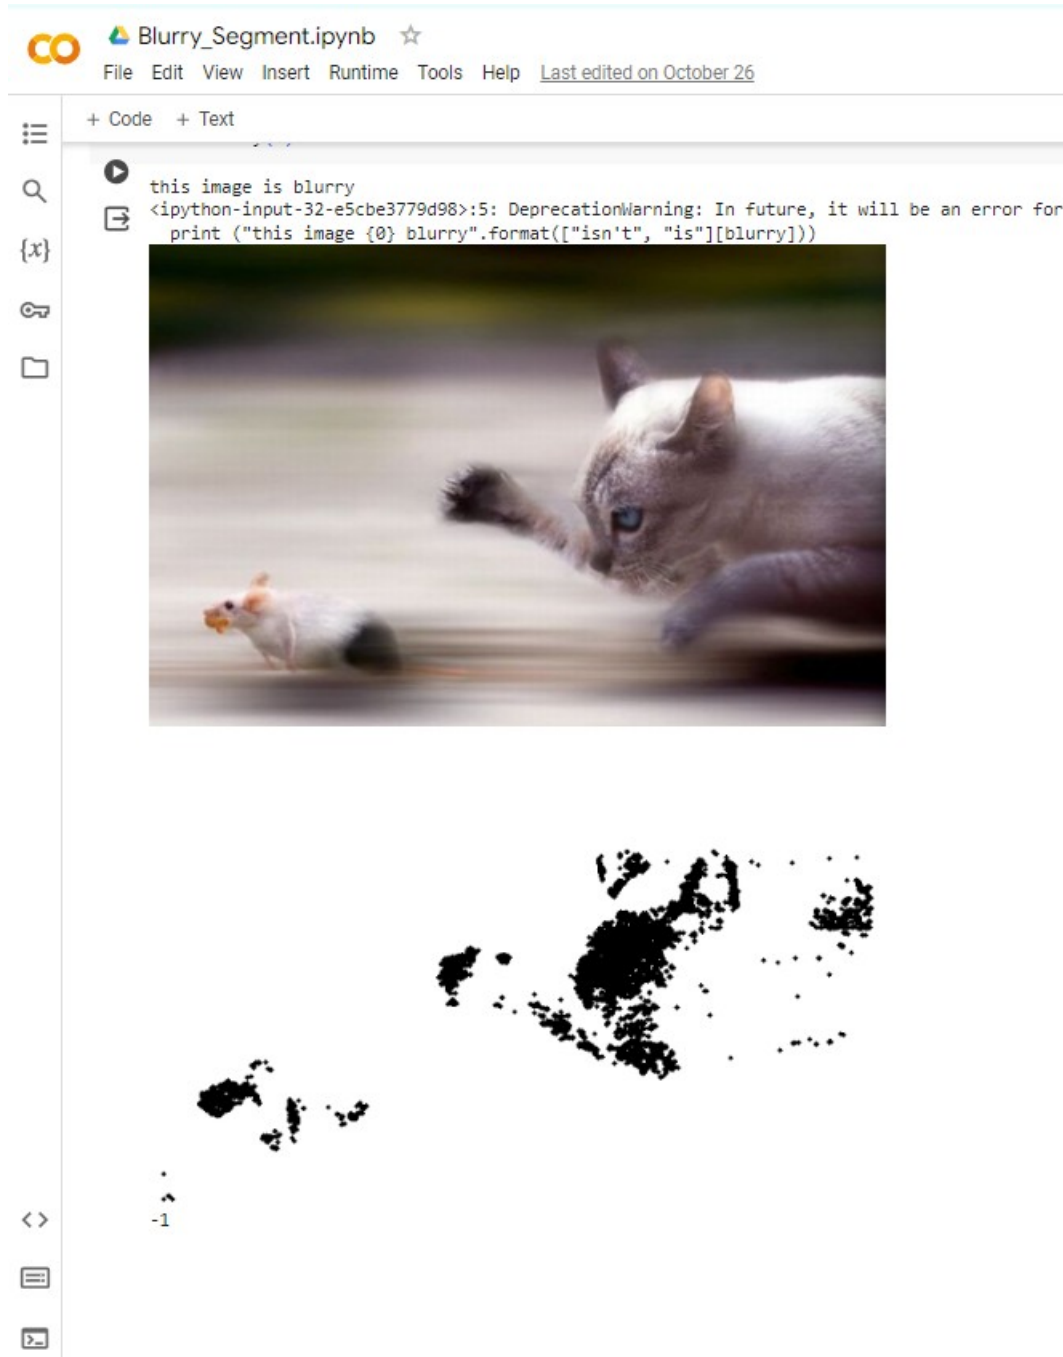 Blurry_Segment.ipynb
File Edit View Insert Runtime Tools Help Last edited on October 26
+ Code + Text
this image is blurry
<ipython-input-32-e5cbe3779d98>:5: DeprecationWarning: In future, it will be an error for
print ("this image {0} blurry".format(["isn't", "is"][blurry]))
{x}
-1